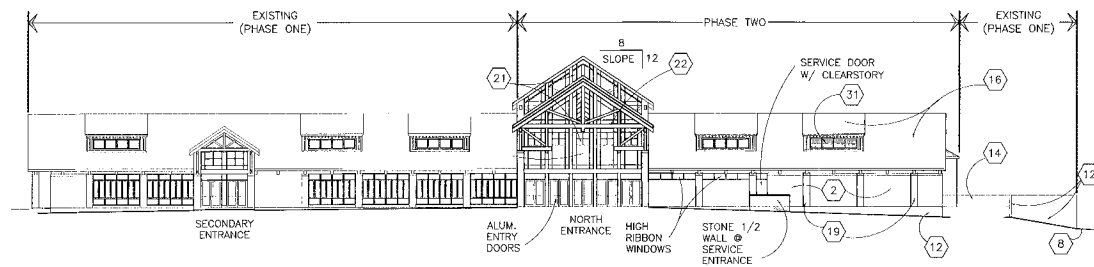 EXISTING
(PHASE ONE)
PHASE TWO
EXISTING
(PHASE ONE)
8
SLOPE 12
21
22
SERVICE DOOR
W/ CLEARSTORY
31
16
14
12
SECONDARY
ENTRANCE
ALUM.
ENTRY
DOORS
NORTH
ENTRANCE
HIGH
RIBBON
WINDOWS
STONE 1/2
WALL @
SERVICE
ENTRANCE
2
19
12
8